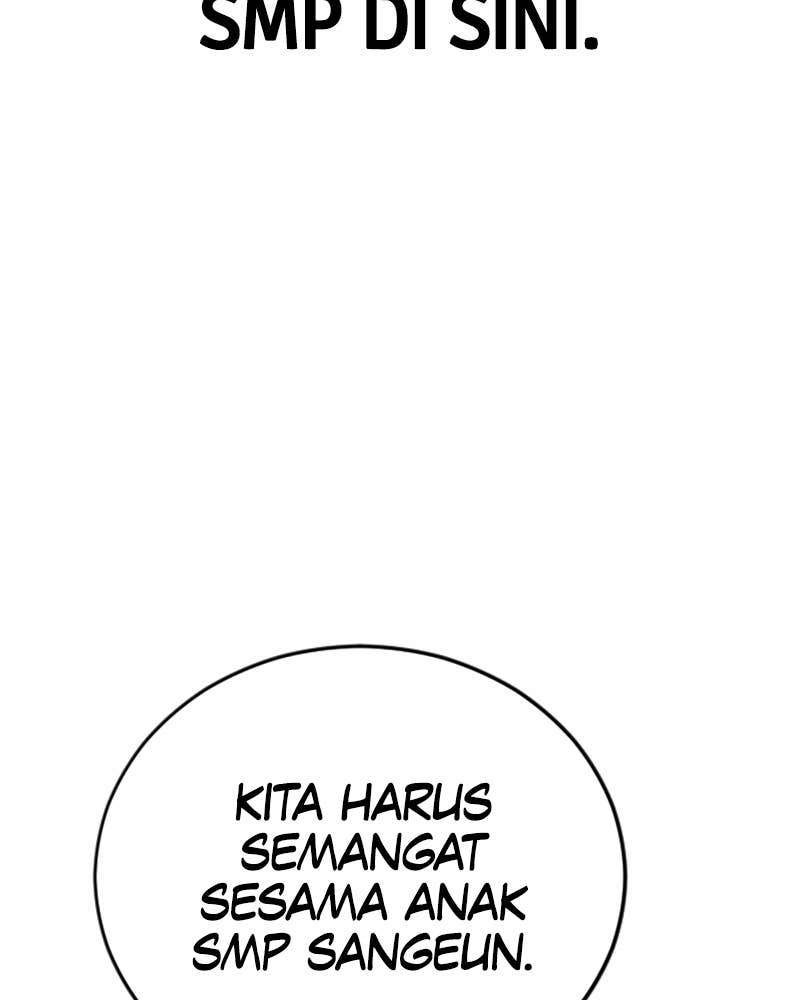 SMP DI SINI.
KITA HARUS
SEMANGAT
SESAMA ANAK
SMP SANGEUN.